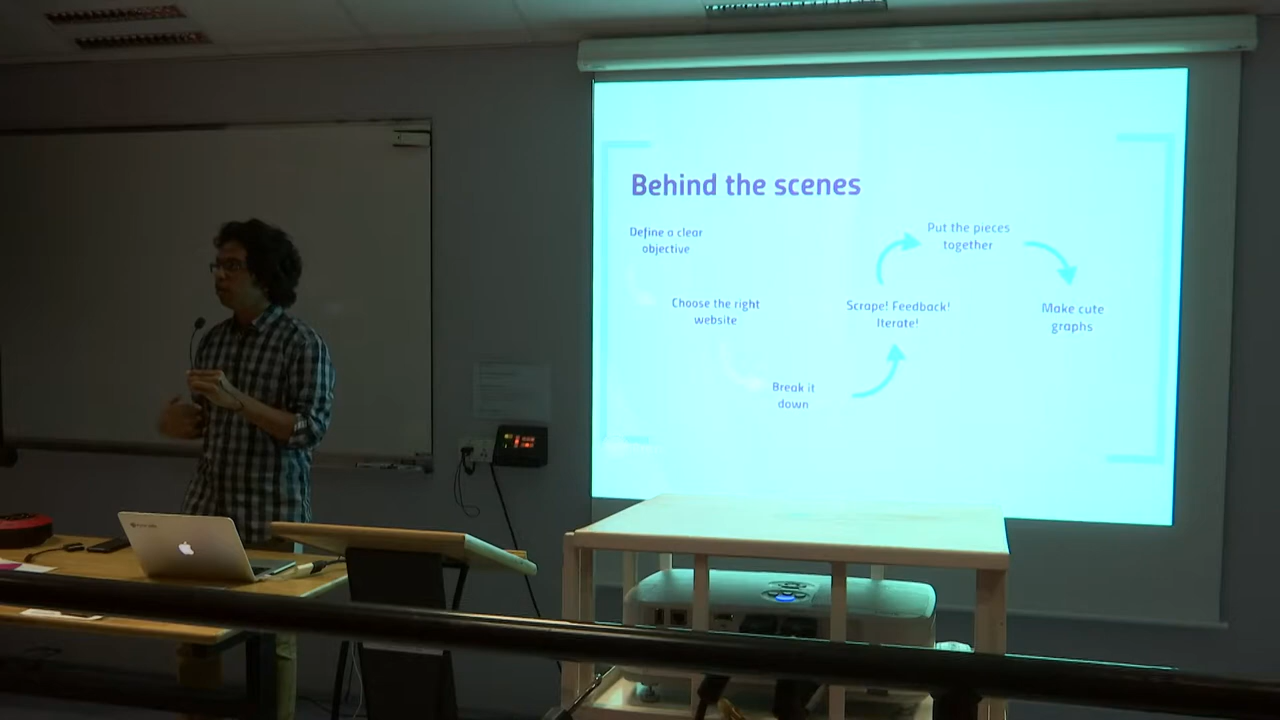 Behind the scenes
Define a clear
objective
Choose the right
website
Break it
down
Scrape! Feedback!
Iterate!
Put the pieces
together
Make cute
graphs